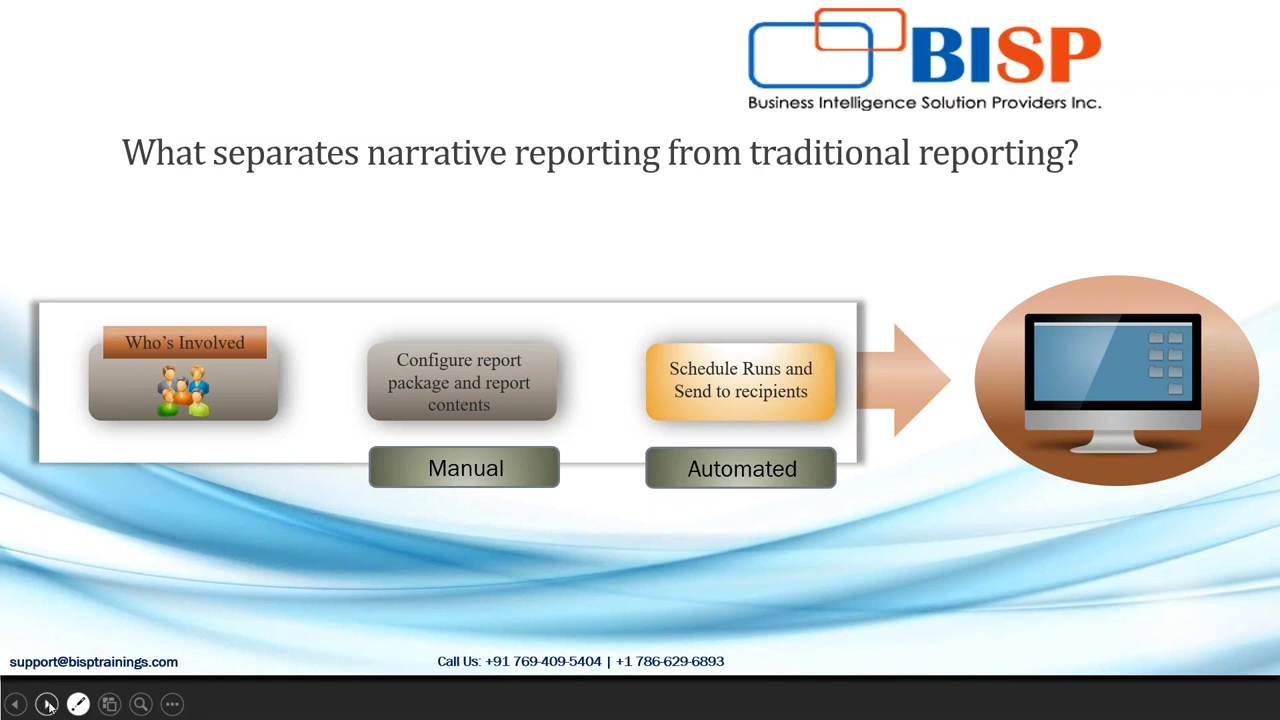 BISP
Business Intelligence Solution Providers Inc.
What separates narrative reporting from traditional reporting?
Who's Involved
Configure report
package and report
contents
Schedule Runs and
Send to recipients
Manual
Automated
support@bisptrainings.com
Call Us: +91 769-409-5404 | +1 786-629-6893